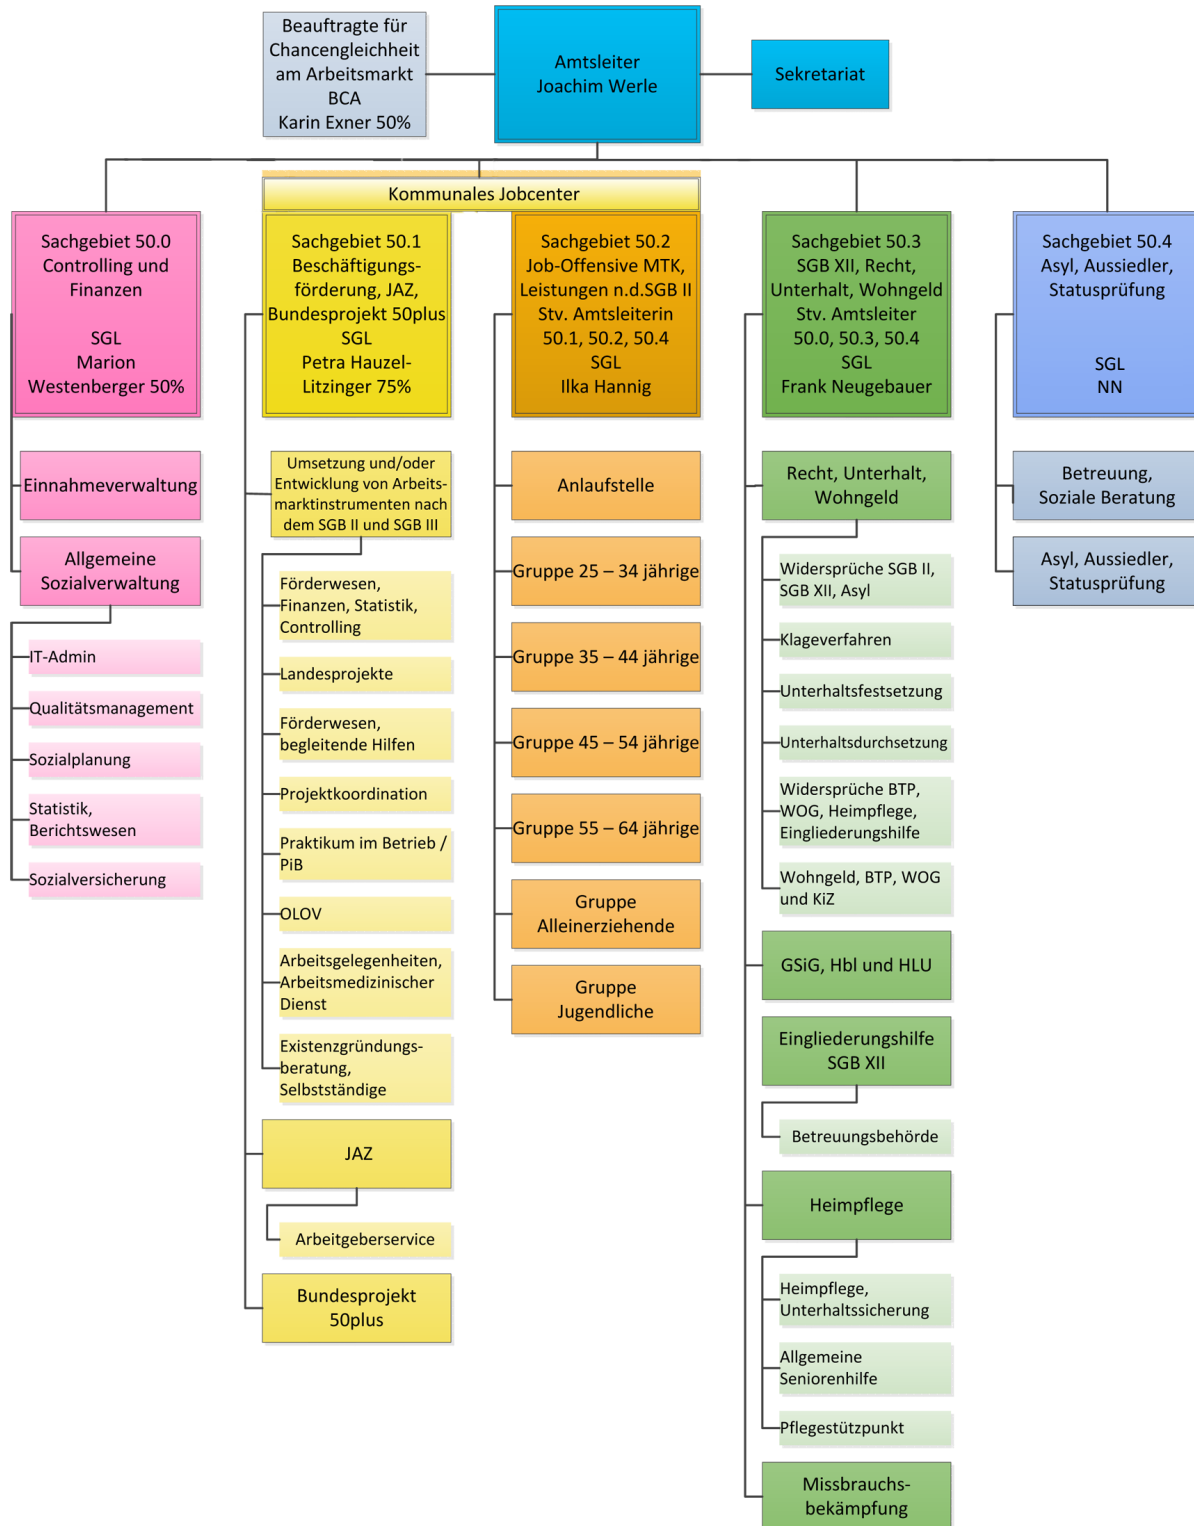 Beauftragte für
Chancengleichheit
am Arbeitsmarkt
BCA
Karin Exner 50%
Amtsleiter
Joachim Werle
Sekretariat
Kommunales Jobcenter
Sachgebiet 50.0
Controlling und
Finanzen
SGL
Marion
Westenberger 50%
Einnahmeverwaltung
Allgemeine
Sozialverwaltung
IT-Admin
Qualitätsmanagement
Sozialplanung
Statistik,
Berichtswesen
Sozialversicherung
Sachgebiet 50.1
Beschäftigungs-
förderung, JAZ,
Bundesprojekt 50plus
SGL
Petra Hauzel-
Litzinger 75%
Umsetzung und/oder
Entwicklung von Arbeits-
marktinstrumenten nach
dem SGB II und SGB III
Förderwesen,
Finanzen, Statistik,
Controlling
Landesprojekte
Förderwesen,
begleitende Hilfen
Projektkoordination
Praktikum im Betrieb /
PiB
OLOV
Arbeitsgelegenheiten,
Arbeitsmedizinischer
Dienst
Existenzgründungs-
beratung,
Selbstständige
JAZ
Arbeitgeberservice
Bundesprojekt
50plus
Sachgebiet 50.2
Job-Offensive MTK,
Leistungen n.d.SGB II
Stv. Amtsleiterin
50.1, 50.2, 50.4
SGL
Ilka Hannig
Anlaufstelle
Gruppe 25 – 34 jährige
Gruppe 35 – 44 jährige
Gruppe 45 – 54 jährige
Gruppe 55 – 64 jährige
Gruppe
Alleinerziehende
Gruppe
Jugendliche
Sachgebiet 50.3
SGB XII, Recht,
Unterhalt, Wohngeld
Stv. Amtsleiter
50.0, 50.3, 50.4
SGL
Frank Neugebauer
Recht, Unterhalt,
Wohngeld
Widersprüche SGB II,
SGB XII, Asyl
Klageverfahren
Unterhaltsfestsetzung
Unterhaltsdurchsetzung
Widersprüche BTP,
WOG, Heimpflege,
Eingliederungshilfe
Wohngeld, BTP, WOG
und KiZ
GSiG, Hbl und HLU
Eingliederungshilfe
SGB XII
Betreuungsbehörde
Heimpflege
Heimpflege,
Unterhaltssicherung
Allgemeine
Seniorenhilfe
Pflegestützpunkt
Missbrauchs-
bekämpfung
Sachgebiet 50.4
Asyl, Aussiedler,
Statusprüfung
SGL
NN
Betreuung,
Soziale Beratung
Asyl, Aussiedler,
Statusprüfung